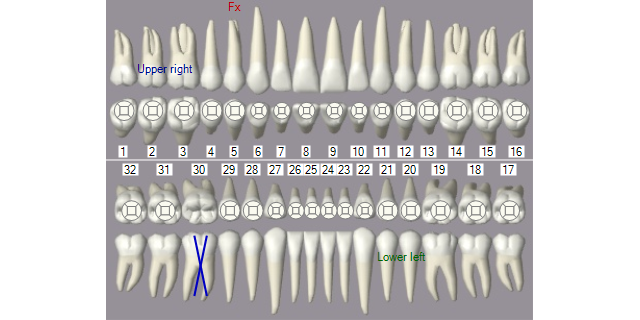 Fx
Upper right
1 2 3 4 5 6 7 8 9 10 11 12 13 14 15 16
32 31 30 29 28 27 26 25 24 23 22 21 20 19 18 17
Lower left